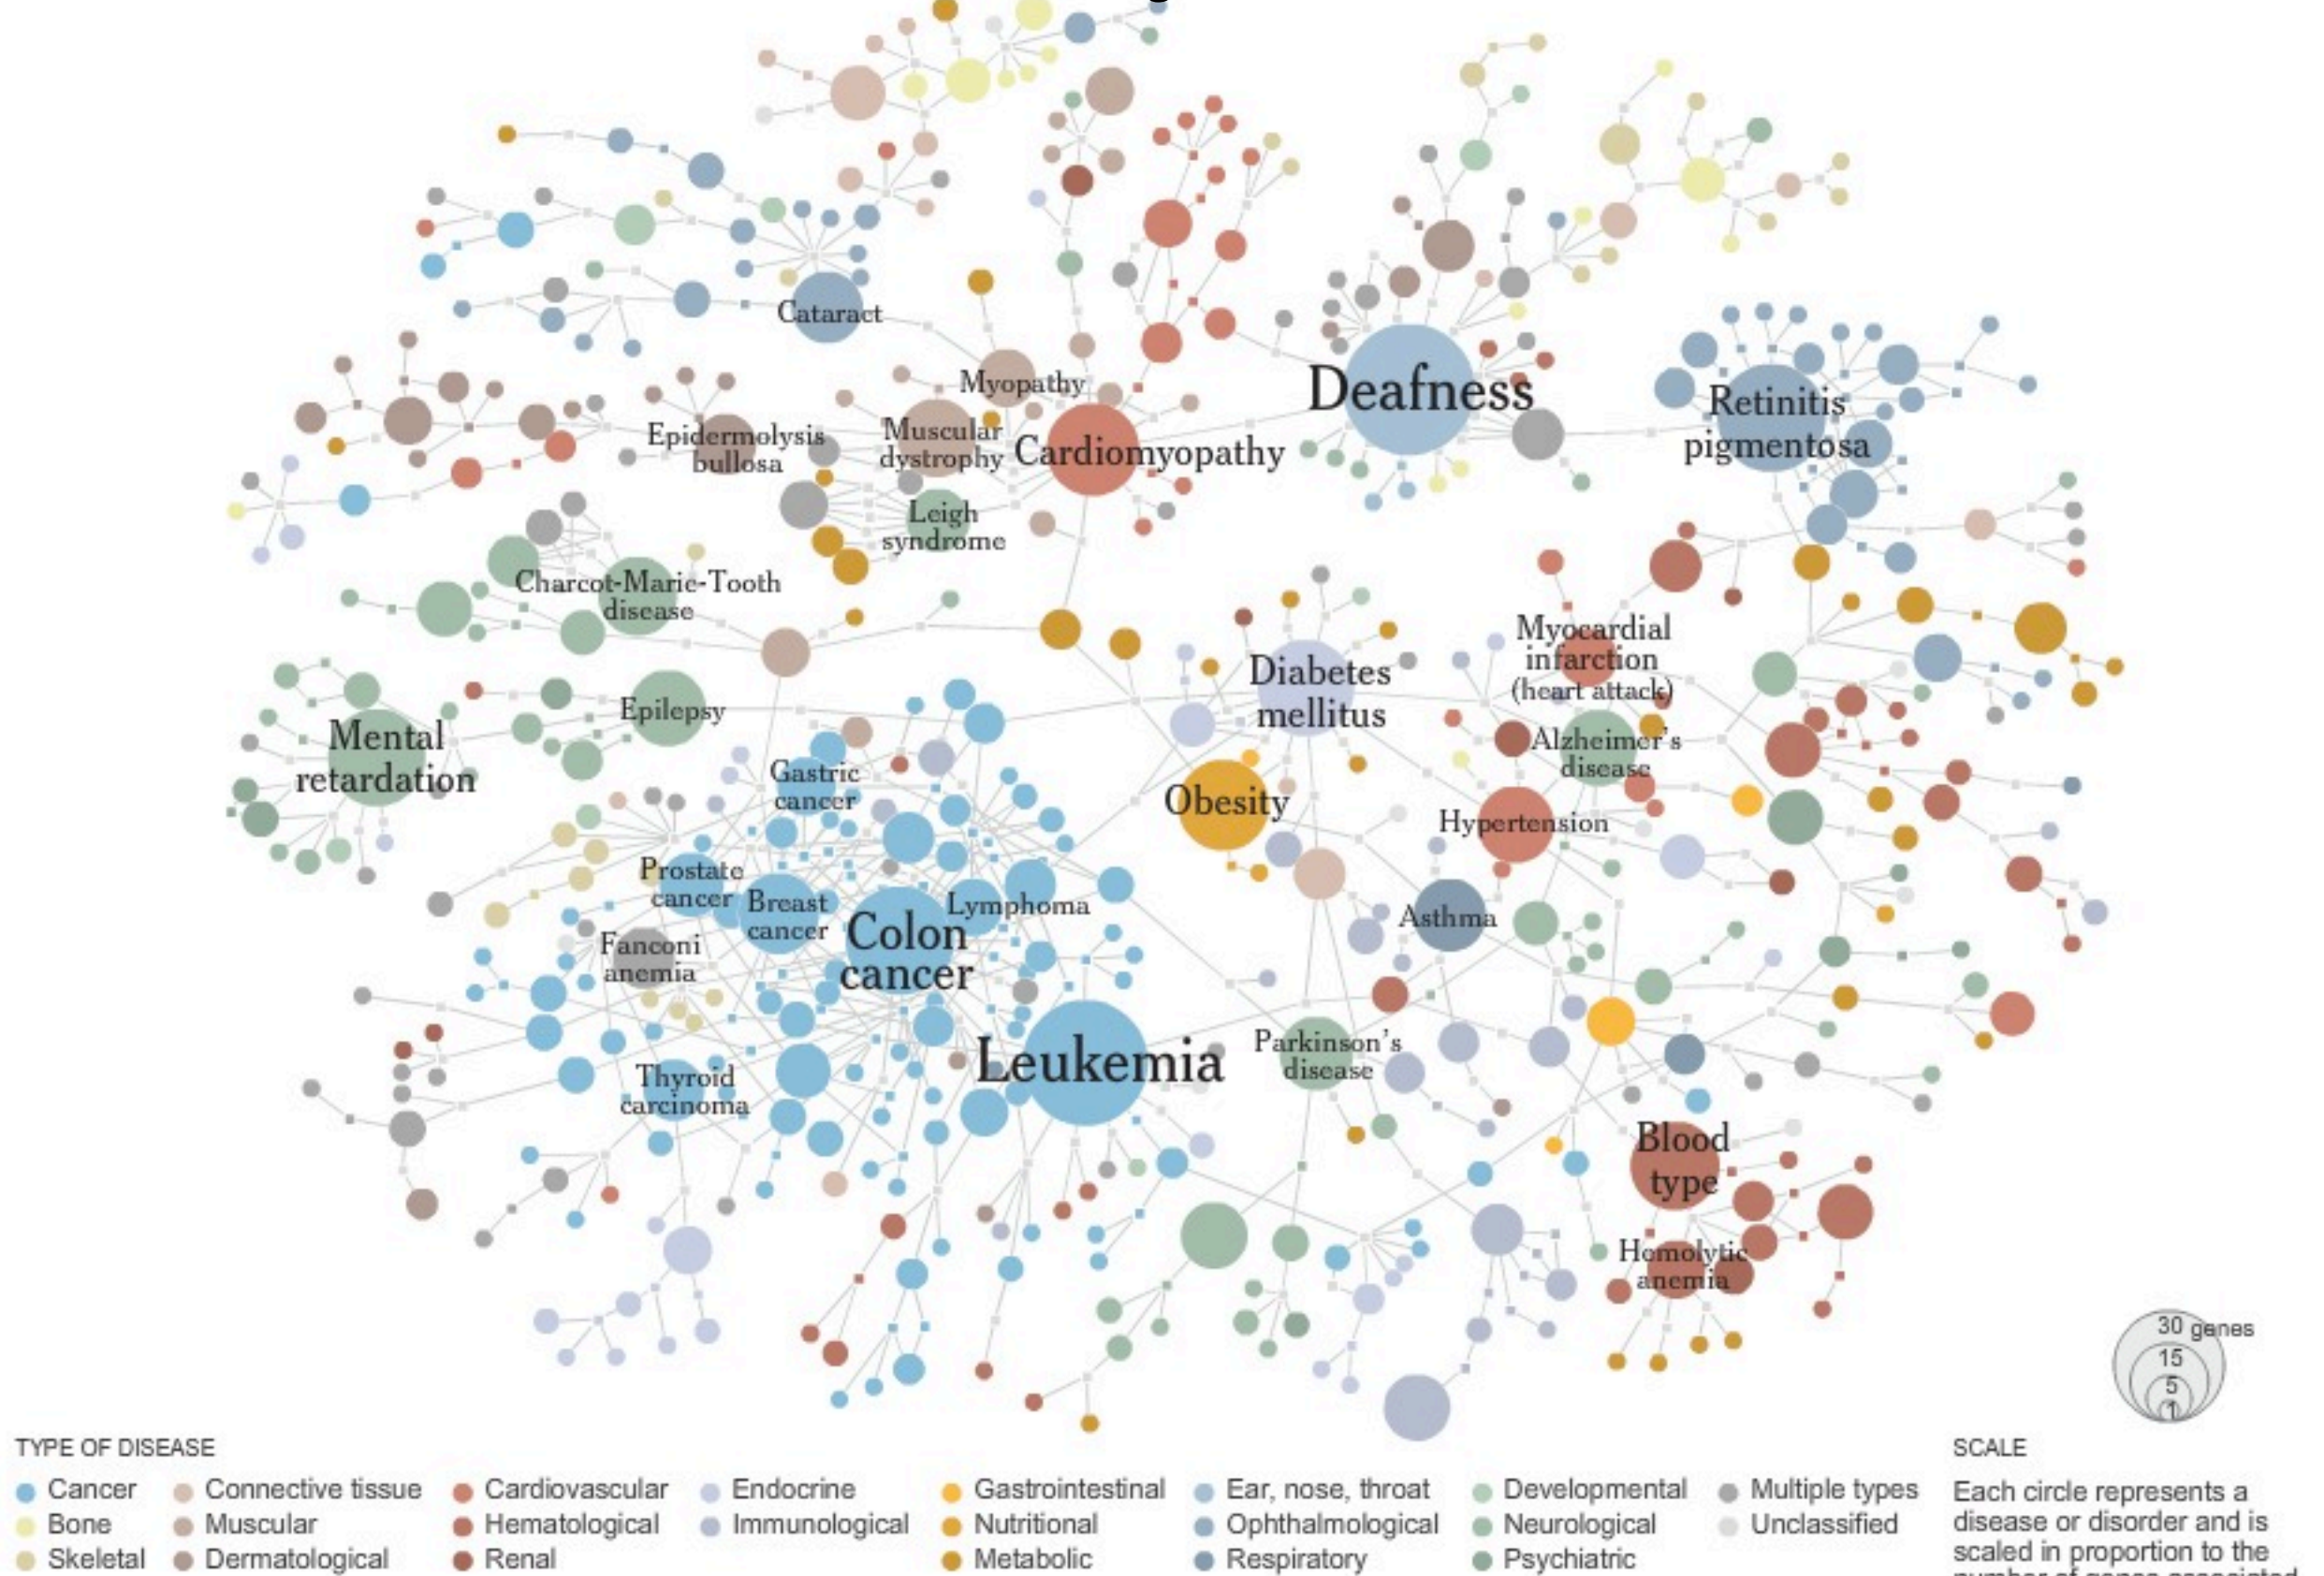 Cataract
Deafness
Myopathy
Retinitis
pigmentosa
Epidermolysis
bullosa
Muscular
dystrophy
Cardiomyopathy
Leigh
syndrome
Charcot-Marie-Tooth
disease
Myocardial
infarction
(heart attack)
Diabetes
mellitus
Epilepsy
Mental
retardation
Alzheimer's
disease
Gastric
cancer
Obesity
Hypertension
Prostate
cancer
Breast
cancer
Lymphoma
Colon
cancer
Asthma
Fanconi
anemia
Leukemia
Parkinson's
disease
Thyroid
carcinoma
Blood
type
Hemolytic
anemia
30 genes
15
5
1
TYPE OF DISEASE
Cancer
Bone
Skeletal
Connective tissue
Muscular
Dermatological
Cardiovascular
Hematological
Renal
Endocrine
Immunological
Gastrointestinal
Nutritional
Metabolic
Ear, nose, throat
Ophthalmological
Respiratory
Developmental
Neurological
Psychiatric
Multiple types
Unclassified
SCALE
Each circle represents a
disease or disorder and is
scaled in proportion to the
number of genes associated